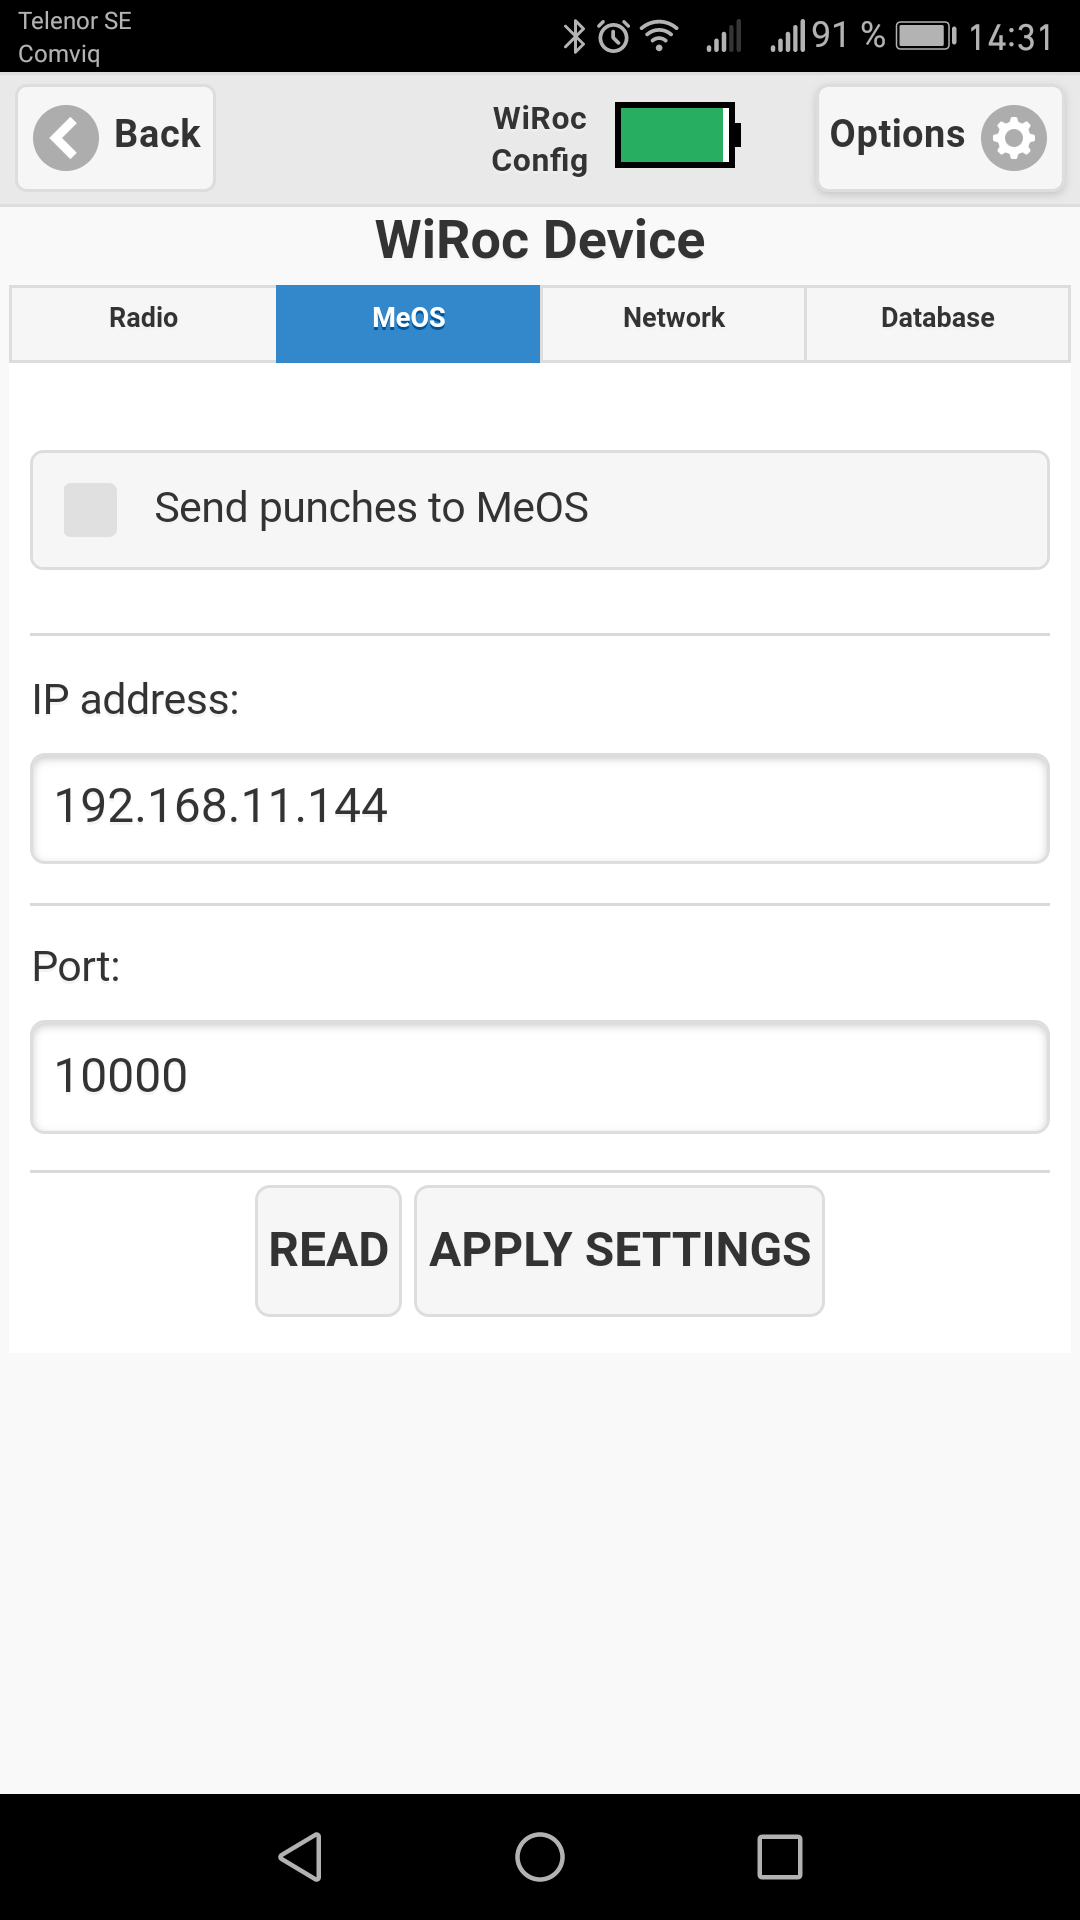 Telenor SE
Comviq
91 %
14:31
Back
WiRoc
Config
Options
WiRoc Device
Radio
MeOS
Network
Database
Send punches to MeOS
IP address:
192.168.11.144
Port:
10000
READ
APPLY SETTINGS